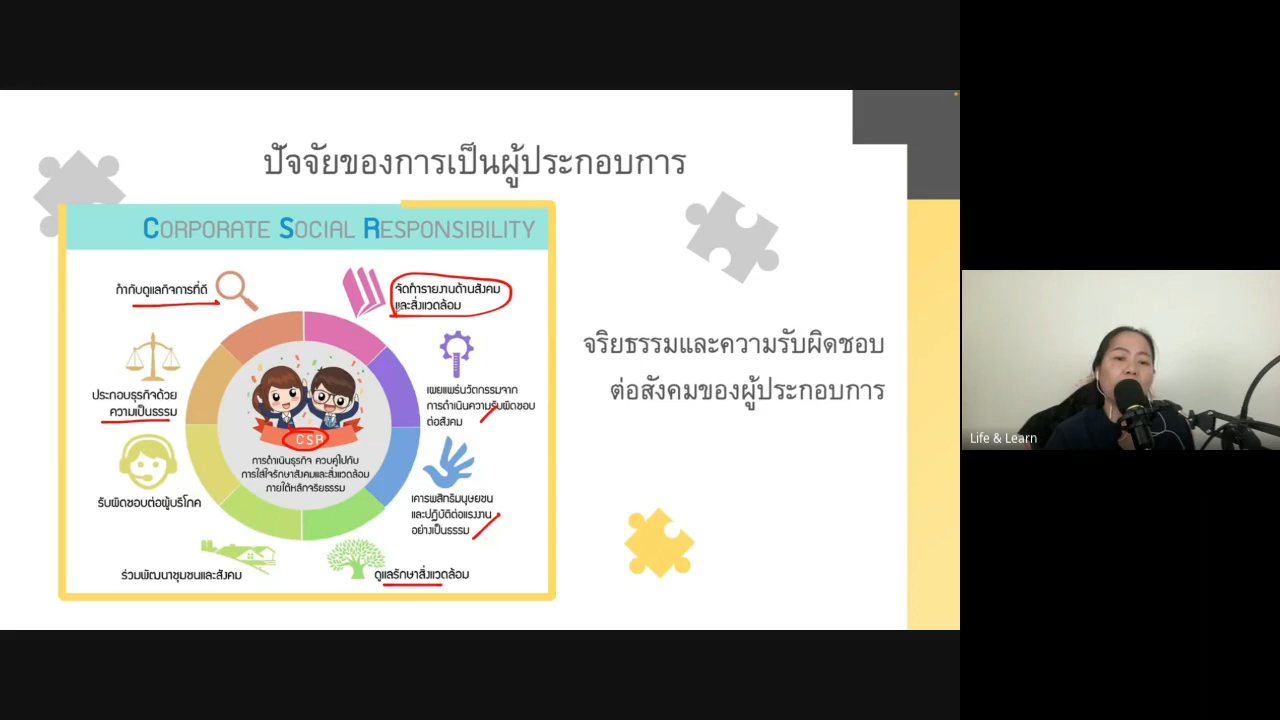 ปัจจัยของการเป็นผู้ประกอบการ
CORPORATE SOCIAL RESPONSIBILITY
กำกับดูแลกิจการที่ดี
จัดทำรายงานด้านสังคม
และสิ่งแวดล้อม
ประกอบธุรกิจด้วย
ความเป็นธรรม
เผยแพร่นวัตกรรมจาก
การดำเนินความรับผิดชอบ
ต่อสังคม
CSR
การดำเนินธุรกิจ ควบคู่ไปกับ
การใส่ใจรักษาสังคมและสิ่งแวดล้อม
ภายใต้หลักจริยธรรม
รับผิดชอบต่อผู้บริโภค
เคารพสิทธิมนุษยชน
และปฏิบัติต่อแรงงาน
อย่างเป็นธรรม
ร่วมพัฒนาชุมชนและสังคม
ดูแลรักษาสิ่งแวดล้อม
จริยธรรมและความรับผิดชอบ
ต่อสังคมของผู้ประกอบการ
Life & Learn